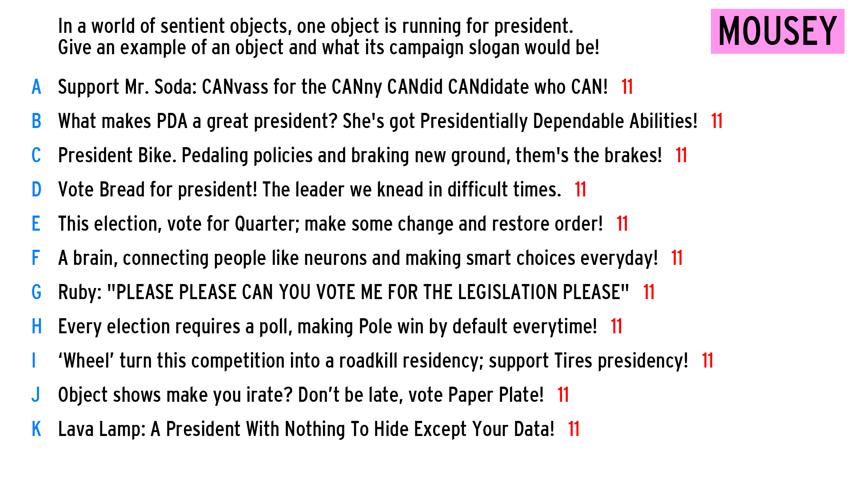 In a world of sentient objects, one object is running for president.
Give an example of an object and what its campaign slogan would be!
MOUSEY
A Support Mr. Soda: CANvass for the CANny CANdid CANdidate who CAN! 11
B What makes PDA a great president? She's got Presidentially Dependable Abilities! 11
C President Bike. Pedaling policies and braking new ground, them's the brakes! 11
D Vote Bread for president! The leader we knead in difficult times. 11
E This election, vote for Quarter; make some change and restore order! 11
F A brain, connecting people like neurons and making smart choices everyday! 11
G Ruby: "PLEASE PLEASE CAN YOU VOTE ME FOR THE LEGISLATION PLEASE" 11
H Every election requires a poll, making Pole win by default everytime! 11
I ‘Wheel’ turn this competition into a roadkill residency; support Tires presidency! 11
J Object shows make you irate? Don’t be late, vote Paper Plate! 11
K Lava Lamp: A President With Nothing To Hide Except Your Data! 11